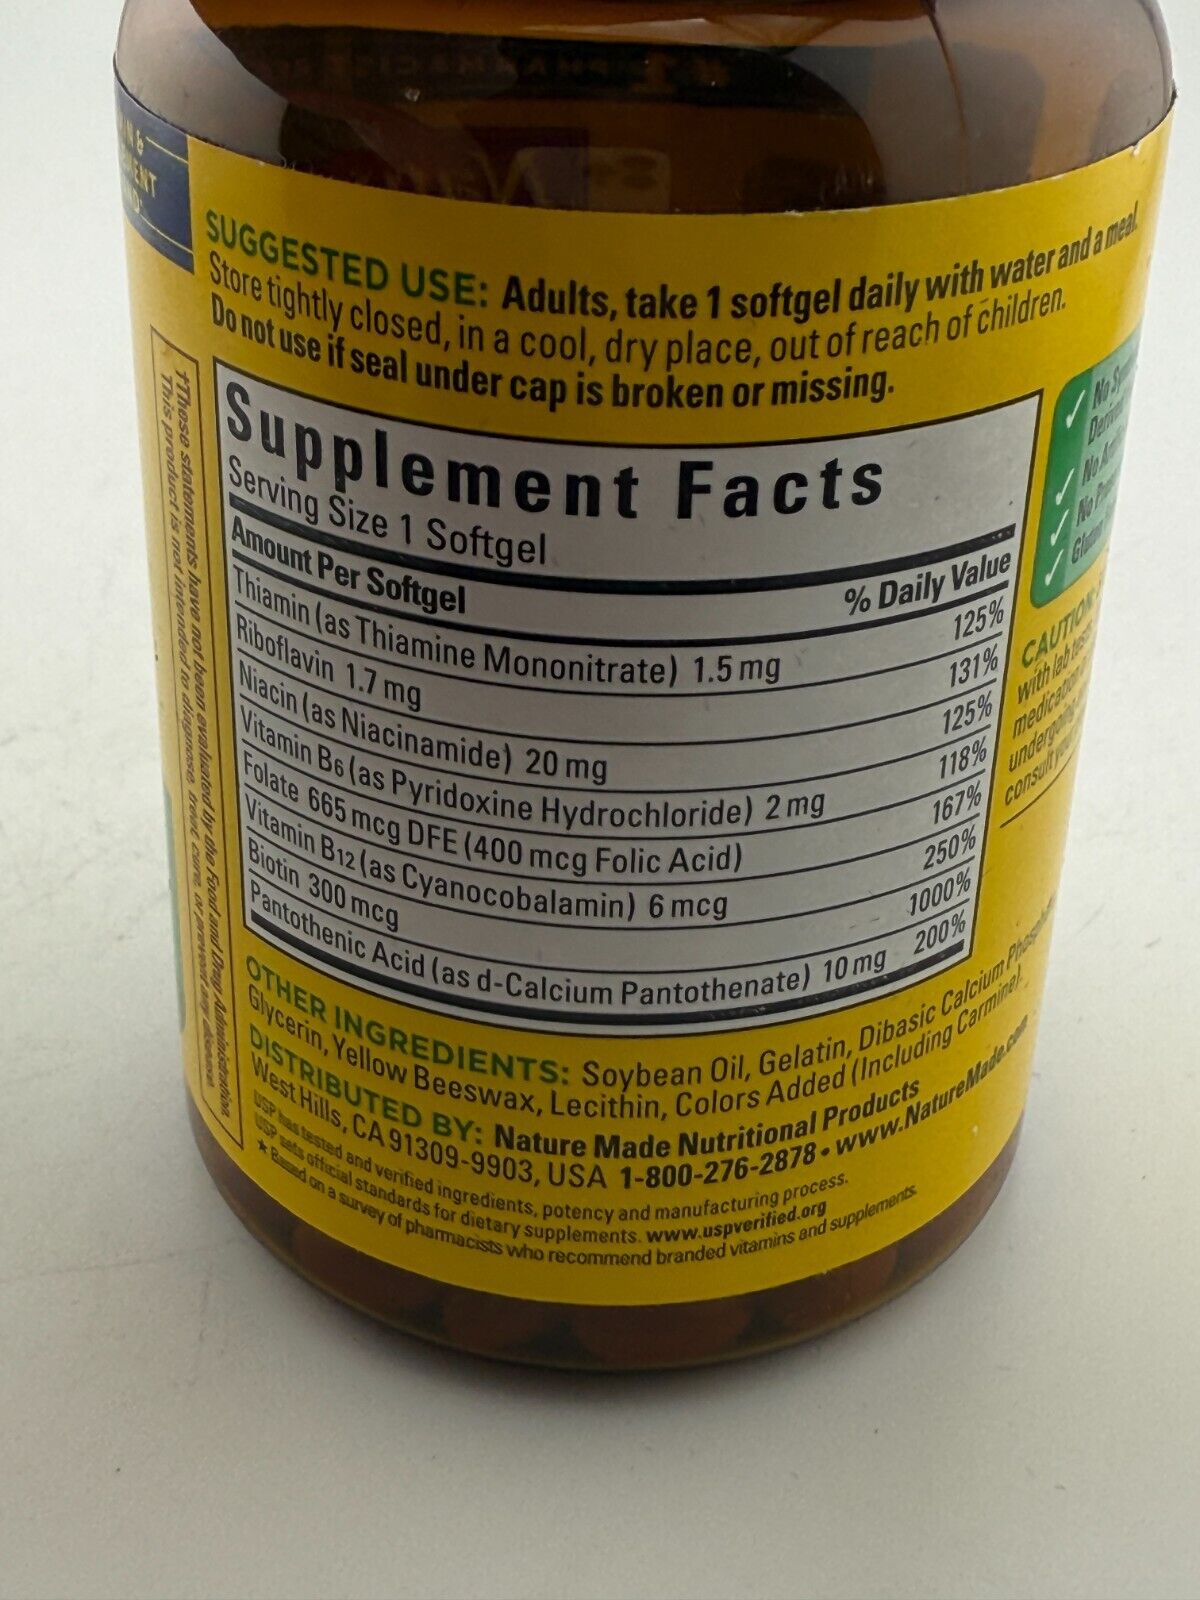 SUGGESTED USE: Adults, take 1 softgel daily with water and a meal.
Store tightly closed, in a cool, dry place, out of reach of children.
Do not use if seal under cap is broken or missing.
Supplement Facts
Serving Size 1 Softgel
Amount Per Softgel % Daily Value
Thiamin (as Thiamine Mononitrate) 1.5 mg 125%
Riboflavin 1.7 mg 131%
Niacin (as Niacinamide) 20 mg 125%
Vitamin B6 (as Pyridoxine Hydrochloride) 2 mg 118%
Folate 665 mcg DFE (400 mcg Folic Acid) 167%
Vitamin B12 (as Cyanocobalamin) 6 mcg 250%
Biotin 300 mcg 1000%
Pantothenic Acid (as d-Calcium Pantothenate) 10 mg 200%
OTHER INGREDIENTS: Soybean Oil, Gelatin, Dibasic Calcium
Glycerin, Yellow Beeswax, Lecithin, Colors Added (Including Carmine).
DISTRIBUTED BY: Nature Made Nutritional Products
West Hills, CA 91309-9903, USA 1-800-276-2878 • www.NatureMade.com
USP has tested and verified ingredients, potency and manufacturing process.
USP sets official standards for dietary supplements. www.uspverified.org
★ Based on a survey of pharmacists who recommend branded vitamins and supplements.
†These statements have not been evaluated by the Food and Drug Administration.
This product is not intended to diagnose, treat, cure, or prevent any disease.
No
No
No
CAUTION:
with lab